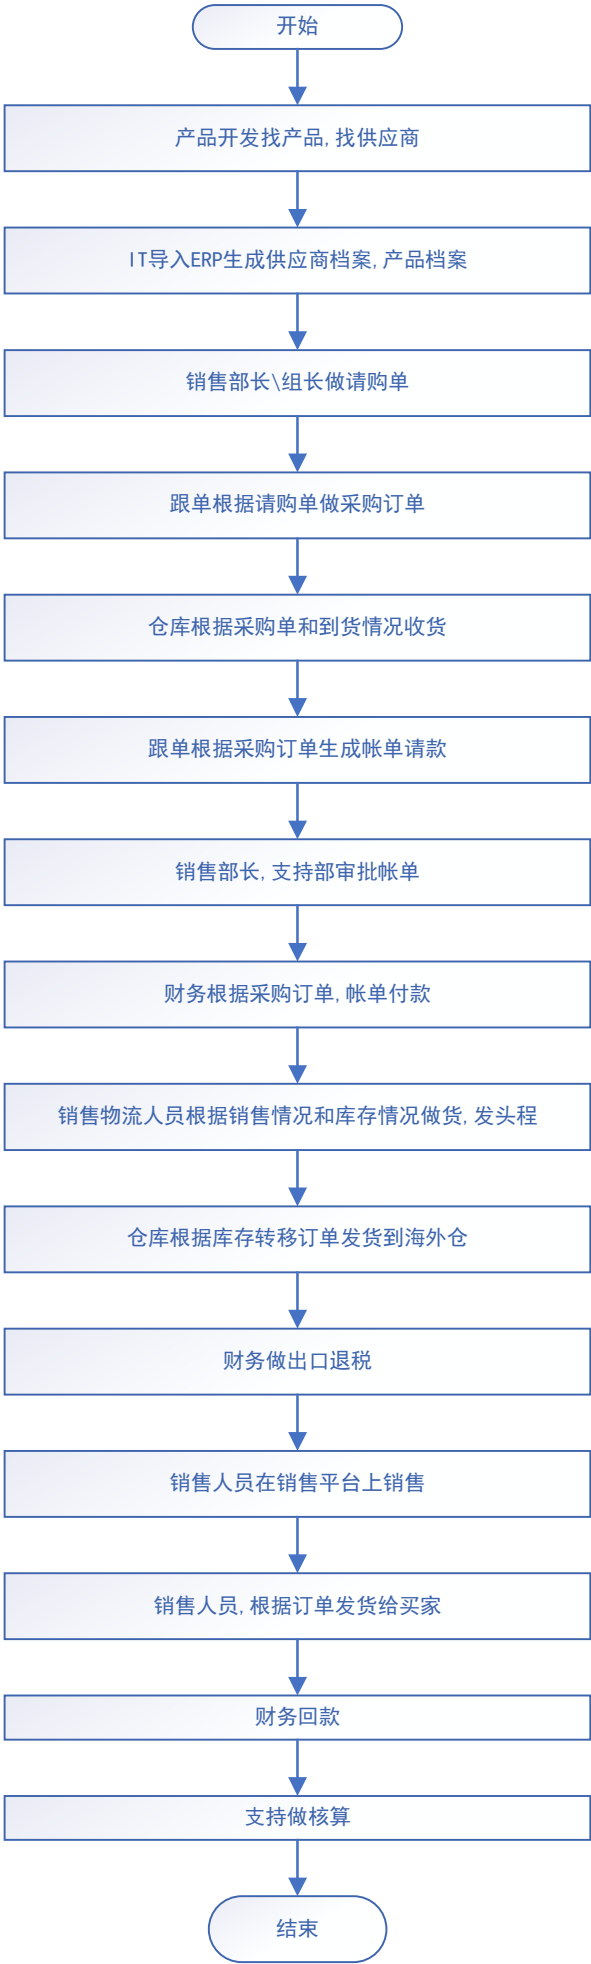 开始
产品开发找产品, 找供应商
IT导入ERP生成供应商档案, 产品档案
销售部长\组长做请购单
跟单根据请购单做采购订单
仓库根据采购单和到货情况收货
跟单根据采购订单生成帐单请款
销售部长, 支持部审批帐单
财务根据采购订单, 帐单付款
销售物流人员根据销售情况和库存情况做货, 发头程
仓库根据库存转移订单发货到海外仓
财务做出口退税
销售人员在销售平台上销售
销售人员, 根据订单发货给买家
财务回款
支持做核算
结束